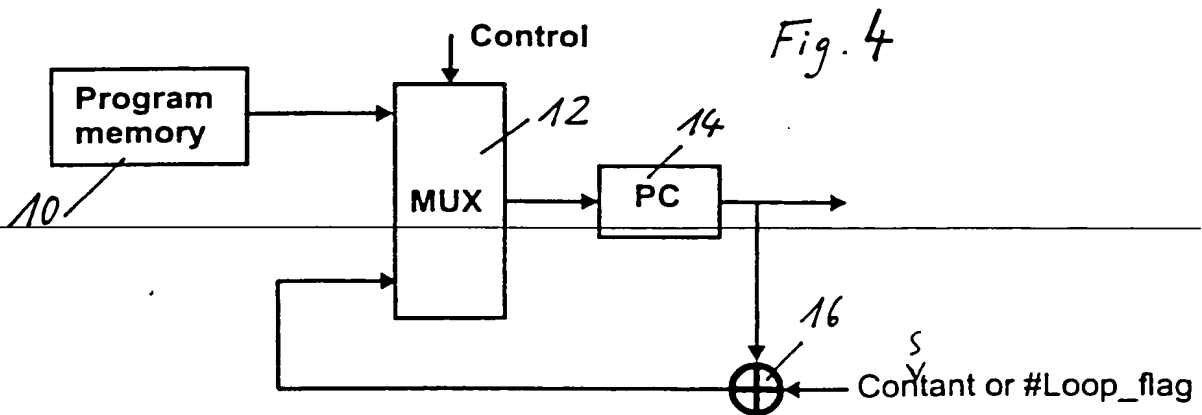 Fig. 4
Control
Program
memory
12
14
10
MUX
PC
16
s
Contant or #Loop_flag